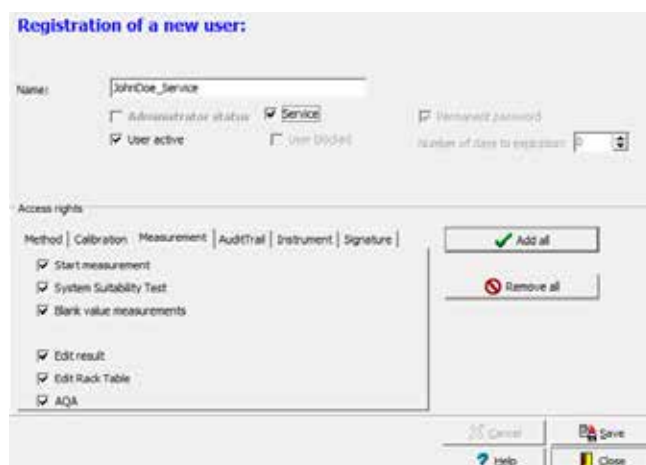 Registration of a new user:
Name: JohnDoe_Service
Administrator status Service Permanent password
User active User blocked Number of days to expiration: 0
Access rights
Method Calibration Measurement AuditTrail Instrument Signature
Add all
Start measurement
System Suitability Test
Remove all
Blank value measurements
Edit result
Edit Rack Table
AQA
Cancel Save
? Help Close